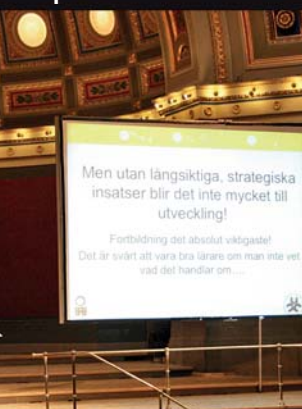 Men utan långsiktiga, strategiska
insatser blir det inte mycket till
utveckling!
Fortbildning det absolut viktigaste!
Det är svårt att vara bra lärare om man inte vet
vad det handlar om....